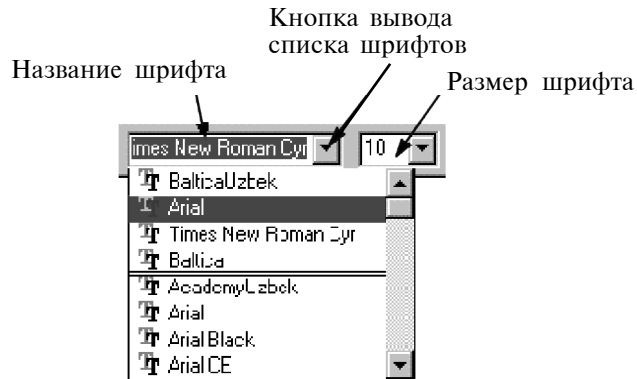 Кнопка вывода
списка шрифтов
Название шрифта
Размер шрифта
imes New Roman Cyr 10
BalticaUzbek
Arial
Times New Roman Cyr
Baltica
AcademyUzbek
Arial
Arial Black
Arial CE